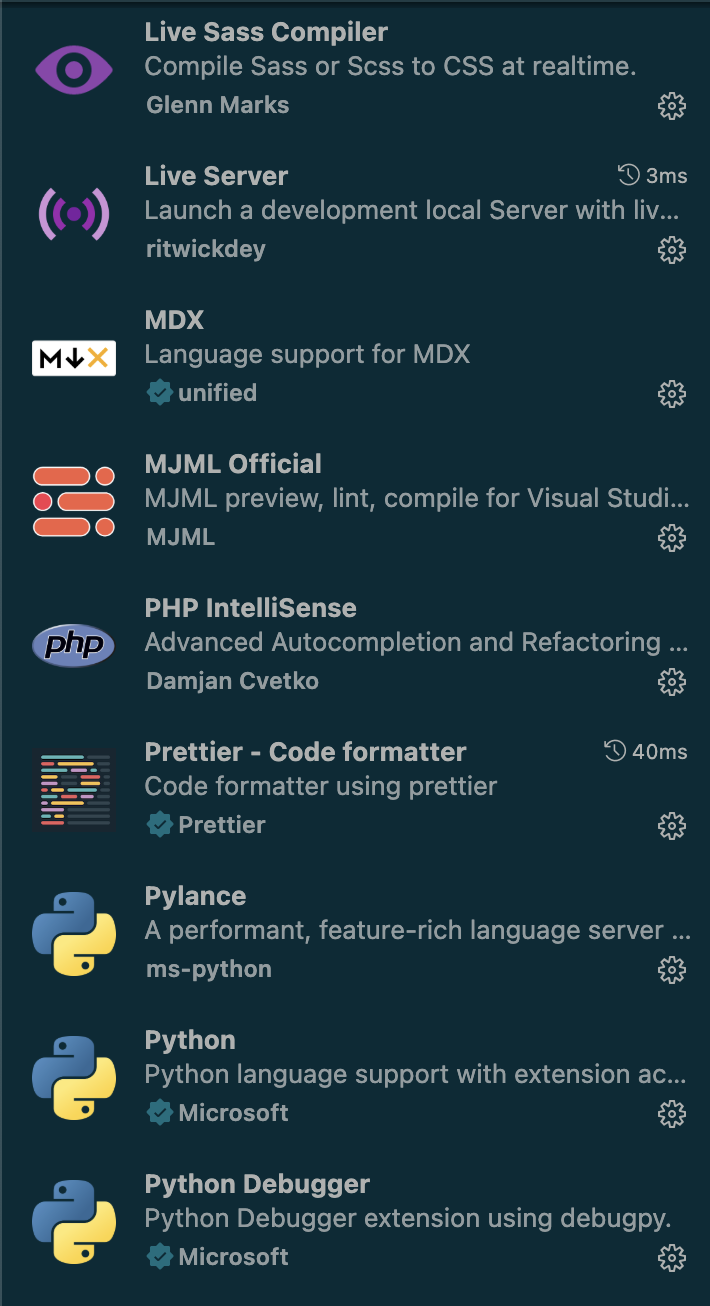 Live Sass Compiler
Compile Sass or Scss to CSS at realtime.
Glenn Marks
Live Server 3ms
Launch a development local Server with liv...
ritwickdey
MDX
M↓X Language support for MDX
unified
MJML Official
MJML preview, lint, compile for Visual Studi...
MJML
PHP IntelliSense
php Advanced Autocompletion and Refactoring ...
Damjan Cvetko
Prettier - Code formatter 40ms
Code formatter using prettier
Prettier
Pylance
A performant, feature-rich language server ...
ms-python
Python
Python language support with extension ac...
Microsoft
Python Debugger
Python Debugger extension using debugpy.
Microsoft